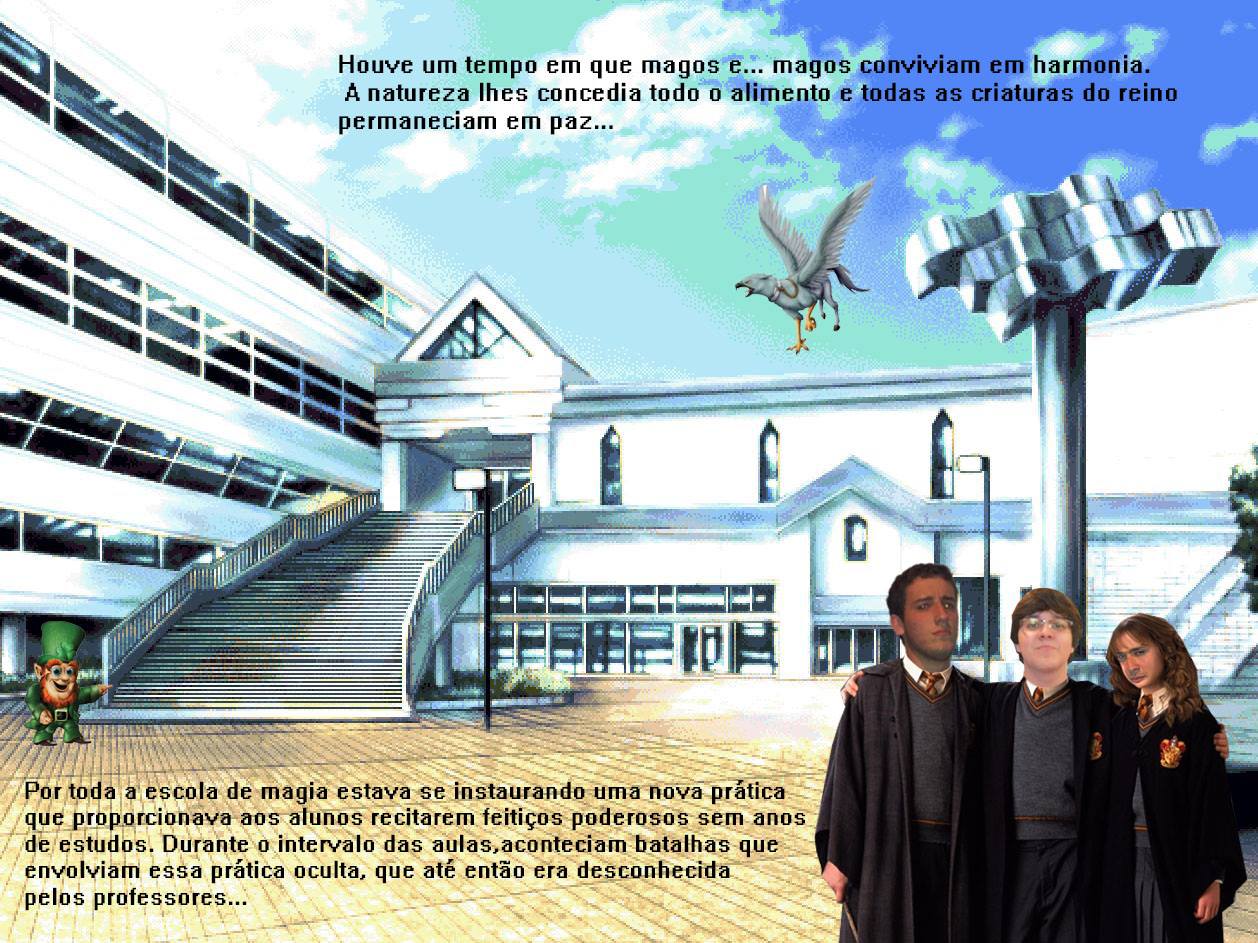 Houve um tempo em que magos e... magos conviviam em harmonia.
A natureza lhes concedia todo o alimento e todas as criaturas do reino
permaneciam em paz...
Por toda a escola de magia estava se instaurando uma nova prática
que proporcionava aos alunos recitarem feitiços poderosos sem anos
de estudos. Durante o intervalo das aulas,aconteciam batalhas que
envolviam essa prática oculta, que até então era desconhecida
pelos professores...